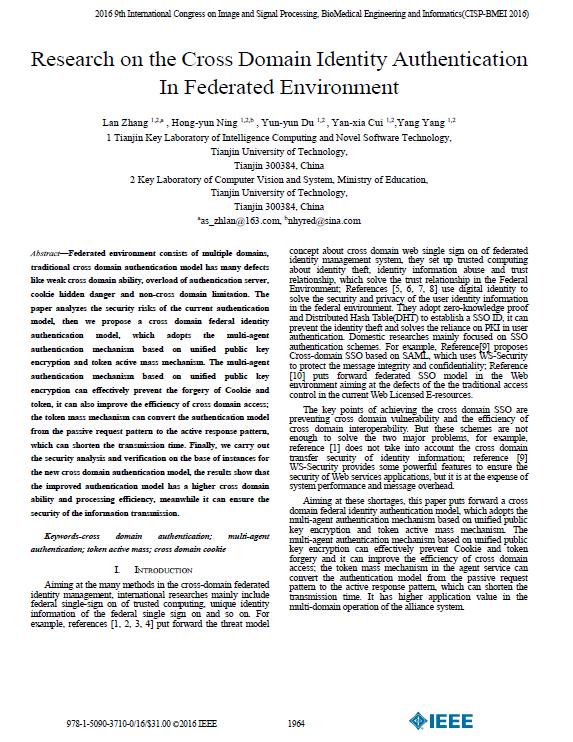 2016 9th International Congress on Image and Signal Processing, BioMedical Engineering and Informatics(CISP-BMEI 2016)
Research on the Cross Domain Identity Authentication
In Federated Environment
Lan Zhang 1,2,a , Hong-yun Ning 1,2,b , Yun-yun Du 1,2 , Yan-xia Cui 1,2,Yang Yang 1,2
1 Tianjin Key Laboratory of Intelligence Computing and Novel Software Technology,
Tianjin University of Technology,
Tianjin 300384, China
2 Key Laboratory of Computer Vision and System, Ministry of Education,
Tianjin University of Technology,
Tianjin 300384, China
aas_zhlan@163.com, bnhyred@sina.com
Abstract—Federated environment consists of multiple domains,
traditional cross domain authentication model has many defects
like weak cross domain ability, overload of authentication server,
cookie hidden danger and non-cross domain limitation. The
paper analyzes the security risks of the current authentication
model, then we propose a cross domain federal identity
authentication model, which adopts the multi-agent
authentication mechanism based on unified public key
encryption and token active mass mechanism. The multi-agent
authentication mechanism based on unified public key
encryption can effectively prevent the forgery of Cookie and
token, it can also improve the efficiency of cross domain access;
the token mass mechanism can convert the authentication model
from the passive request pattern to the active response pattern,
which can shorten the transmission time. Finally, we carry out
the security analysis and verification on the base of instances for
the new cross domain authentication model, the results show that
the improved authentication model has a higher cross domain
ability and processing efficiency, meanwhile it can ensure the
security of the information transmission.
Keywords-cross domain authentication; multi-agent
authentication; token active mass; cross domain cookie
I. INTRODUCTION
Aiming at the many methods in the cross-domain federated
identity management, international researches mainly include
federal single-sign on of trusted computing, unique identity
information of the federal single sign on and so on. For
example, references [1, 2, 3, 4] put forward the threat model
concept about cross domain web single sign on of federated
identity management system, they set up trusted computing
about identity theft, identity information abuse and trust
relationship, which solve the trust relationship in the Federal
Environment; References [5, 6, 7, 8] use digital identity to
solve the security and privacy of the user identity information
in the federal environment. They adopt zero-knowledge proof
and Distributed Hash Table(DHT) to establish a SSO ID, it can
prevent the identity theft and solves the reliance on PKI in user
authentication. Domestic researches mainly focused on SSO
authentication schemes. For example, Reference[9] proposes
Cross-domain SSO based on SAML, which uses WS-Security
to protect the message integrity and confidentiality; Reference
[10] puts forward federated SSO model in the Web
environment aiming at the defects of the the traditional access
control in the current Web Licensed E-resources.
The key points of achieving the cross domain SSO are
preventing cross domain vulnerability and the efficiency of
cross domain interoperability. But these schemes are not
enough to solve the two major problems, for example,
reference [1] does not take into account the cross domain
transfer security of identity information; reference [9]
WS-Security provides some powerful features to ensure the
security of Web services applications, but it is at the expense of
system performance and message overhead.
Aiming at these shortages, this paper puts forward a cross
domain federal identity authentication model, which adopts the
multi-agent authentication mechanism based on unified public
key encryption and token active mass mechanism. The
multi-agent authentication mechanism based on unified public
key encryption can effectively prevent Cookie and token
forgery and it can improve the efficiency of cross domain
access; the token mass mechanism in the agent service can
convert the authentication model from the passive request
pattern to the active response pattern, which can shorten the
transmission time. It has higher application value in the
multi-domain operation of the alliance system.
978-1-5090-3710-0/16/$31.00 ©2016 IEEE
1964
IEEE